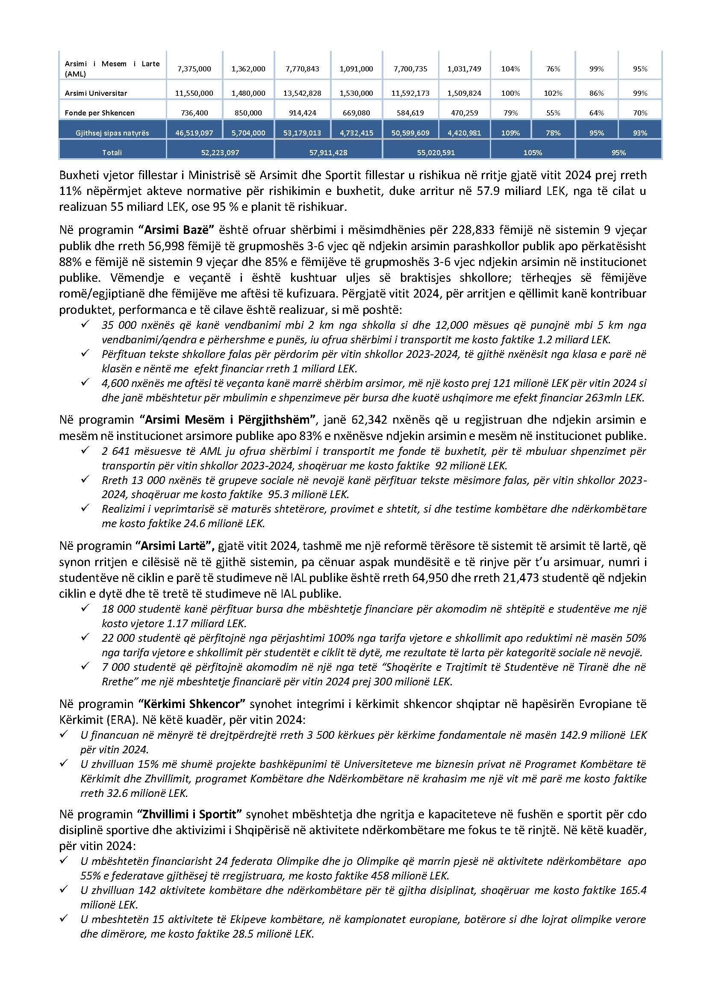 Arsimi i Mesem i Larte
(AML) 7,375,000 1,362,000 7,770,843 1,091,000 7,700,735 1,031,749 104% 76% 99% 95%
Arsimi Universitar 11,550,000 1,480,000 13,542,828 1,530,000 11,592,173 1,509,824 100% 102% 86% 99%
Fonde per Shkencen 736,400 850,000 914,424 669,080 584,619 470,259 79% 55% 64% 70%
Gjithsej sipas natyrës 46,519,097 5,704,000 53,179,013 4,732,415 50,599,609 4,420,981 109% 78% 95% 93%
Totali 52,223,097 57,911,428 55,020,591 105% 95%
Buxheti vjetor fillestar i Ministrisë së Arsimit dhe Sportit fillestar u rishikua në rritje gjatë vitit 2024 prej rreth
11% nëpërmjet akteve normative për rishikimin e buxhetit, duke arritur në 57.9 miliard LEK, nga të cilat u
realizuan 55 miliard LEK, ose 95 % e planit të rishikuar.
Në programin “Arsimi Bazë” është ofruar shërbimi i mësimdhënies për 228,833 fëmijë në sistemin 9 vjeçar
publik dhe rreth 56,998 fëmijë të grupmoshës 3-6 vjec që ndjekin arsimin parashkollor publik apo përkatësisht
88% e fëmijë në sistemin 9 vjeçar dhe 85% e fëmijëve të grupmoshës 3-6 vjec ndjekin arsimin në institucionet
publike. Vëmendje e veçantë i është kushtuar uljes së braktisjes shkollore; tërheqjes së fëmijëve
romë/egjiptianë dhe fëmijëve me aftësi të kufizuara. Përgjatë vitit 2024, për arritjen e qëllimit kanë kontribuar
produktet, performanca e të cilave është realizuar, si më poshtë:
✓ 35 000 nxënës që kanë vendbanimi mbi 2 km nga shkolla si dhe 12,000 mësues që punojnë mbi 5 km nga
vendbanimi/qendra e përhershme e punës, iu ofrua shërbimi i transportit me kosto faktike 1.2 miliard LEK.
✓ Përfituan tekste shkollore falas për përdorim për vitin shkollor 2023-2024, të gjithë nxënësit nga klasa e parë në
klasën e nëntë me efekt financiar rreth 1 miliard LEK.
✓ 4,600 nxënës me aftësi të veçanta kanë marrë shërbim arsimor, më një kosto prej 121 milionë LEK për vitin 2024 si
dhe janë mbështetur për mbulimin e shpenzimeve për bursa dhe kuotë ushqimore me efekt financiar 263mln LEK.
Në programin “Arsimi Mesëm i Përgjithshëm”, janë 62,342 nxënës që u regjistruan dhe ndjekin arsimin e
mesëm në institucionet arsimore publike apo 83% e nxënësve ndjekin arsimin e mesëm në institucionet publike.
✓ 2 641 mësuesve të AML ju ofrua shërbimi i transportit me fonde të buxhetit, për të mbuluar shpenzimet për
transportin për vitin shkollor 2023-2024, shoqëruar me kosto faktike 92 milionë LEK.
✓ Rreth 13 000 nxënës të grupeve sociale në nevojë kanë përfituar tekste mësimore falas, për vitin shkollor 2023-
2024, shoqëruar me kosto faktike 95.3 milionë LEK.
✓ Realizimi i veprimtarisë së maturës shtetërore, provimet e shtetit, si dhe testime kombëtare dhe ndërkombëtare
me kosto faktike 24.6 milionë LEK.
Në programin “Arsimi Lartë”, gjatë vitit 2024, tashmë me një reformë tërësore të sistemit të arsimit të lartë, që
synon rritjen e cilësisë në të gjithë sistemin, pa cënuar aspak mundësitë e të rinjve për t’u arsimuar, numri i
studentëve në ciklin e parë të studimeve në IAL publike është rreth 64,950 dhe rreth 21,473 studentë që ndjekin
ciklin e dytë dhe të tretë të studimeve në IAL publike.
✓ 18 000 studentë kanë përfituar bursa dhe mbështetje financiare për akomodim në shtëpitë e studentëve me një
kosto vjetore 1.17 miliard LEK.
✓ 22 000 studentë që përfitojnë nga përjashtimi 100% nga tarifa vjetore e shkollimit apo reduktimi në masën 50%
nga tarifa vjetore e shkollimit për studentët e ciklit të dytë, me rezultate të larta për kategoritë sociale në nevojë.
✓ 7 000 studentë që përfitojnë akomodim në një nga tetë “Shoqërite e Trajtimit të Studentëve në Tiranë dhe në
Rrethe” me një mbeshtetje financiarë për vitin 2024 prej 300 milionë LEK.
Në programin “Kërkimi Shkencor” synohet integrimi i kërkimit shkencor shqiptar në hapësirën Evropiane të
Kërkimit (ERA). Në këtë kuadër, për vitin 2024:
✓ U financuan në mënyrë të drejtpërdrejtë rreth 3 500 kërkues për kërkime fondamentale në masën 142.9 milionë LEK
për vitin 2024.
✓ U zhvilluan 15% më shumë projekte bashkëpunimi të Universiteteve me biznesin privat në Programet Kombëtare të
Kërkimit dhe Zhvillimit, programet Kombëtare dhe Ndërkombëtare në krahasim me një vit më parë me kosto faktike
rreth 32.6 milionë LEK.
Në programin “Zhvillimi i Sportit” synohet mbështetja dhe ngritja e kapaciteteve në fushën e sportit për cdo
disiplinë sportive dhe aktivizimi i Shqipërisë në aktivitete ndërkombëtare me fokus te të rinjtë. Në këtë kuadër,
për vitin 2024:
✓ U mbështetën financiarisht 24 federata Olimpike dhe jo Olimpike që marrin pjesë në aktivitete ndërkombëtare apo
55% e federatave gjithësej të rregjistruara, me kosto faktike 458 milionë LEK.
✓ U zhvilluan 142 aktivitete kombëtare dhe ndërkombëtare për të gjitha disiplinat, shoqëruar me kosto faktike 165.4
milionë LEK.
✓ U mbeshtetën 15 aktivitete të Ekipeve kombëtare, në kampionatet europiane, botërore si dhe lojrat olimpike verore
dhe dimërore, me kosto faktike 28.5 milionë LEK.